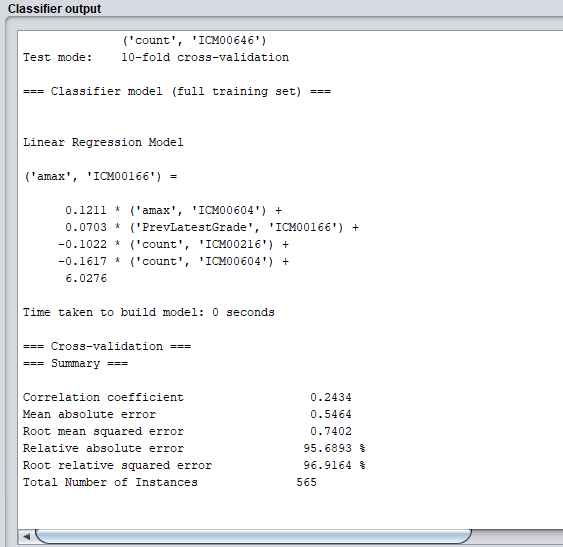 Classifier output
('count', 'ICM00646')
Test mode: 10-fold cross-validation
=== Classifier model (full training set) ===
Linear Regression Model
('amax', 'ICM00166') =
0.1211 * ('amax', 'ICM00604') +
0.0703 * ('PrevLatestGrade', 'ICM00166') +
-0.1022 * ('count', 'ICM00216') +
-0.1617 * ('count', 'ICM00604') +
6.0276
Time taken to build model: 0 seconds
=== Cross-validation ===
=== Summary ===
Correlation coefficient 0.2434
Mean absolute error 0.5464
Root mean squared error 0.7402
Relative absolute error 95.6893 %
Root relative squared error 96.9164 %
Total Number of Instances 565